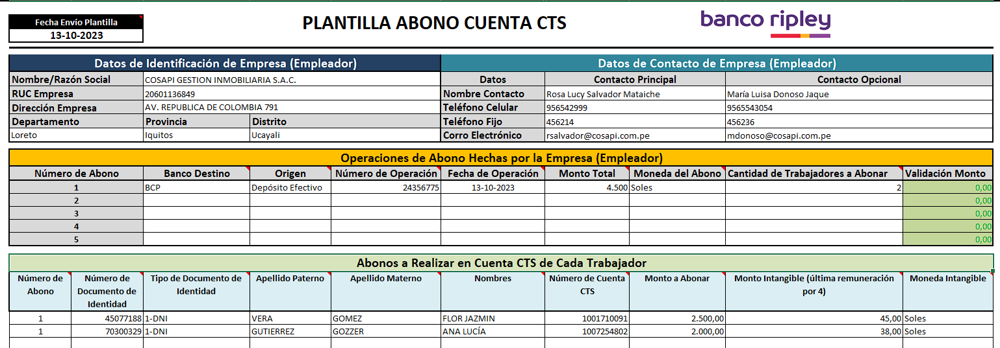 Fecha Envío Plantilla
13-10-2023
PLANTILLA ABONO CUENTA CTS
banco ripley
Datos de Identificación de Empresa (Empleador) Datos de Contacto de Empresa (Empleador)
Nombre/Razón Social COSAPI GESTION INMOBILIARIA S.A.C. Datos Contacto Principal Contacto Opcional
RUC Empresa 20601136849 Nombre Contacto Rosa Lucy Salvador Mataiche María Luisa Donoso Jaque
Dirección Empresa AV. REPUBLICA DE COLOMBIA 791 Teléfono Celular 956542999 9565543054
Departamento Provincia Distrito Teléfono Fijo 456214 456236
Loreto Iquitos Ucayali Corro Electrónico rsalvador@cosapi.com.pe mdonoso@cosapi.com.pe
Operaciones de Abono Hechas por la Empresa (Empleador)
Número de Abono Banco Destino Origen Número de Operación Fecha de Operación Monto Total Moneda del Abono Cantidad de Trabajadores a Abonar Validación Monto
1 BCP Depósito Efectivo 24356775 13-10-2023 4.500 Soles 2 0,00
2 0,00
3 0,00
4 0,00
5 0,00
Abonos a Realizar en Cuenta CTS de Cada Trabajador
Número de Número de Tipo de Documento de Apellido Paterno Apellido Materno Nombres Número de Cuenta Monto a Abonar Monto Intangible (última remuneración Moneda Intangible
Abono Documento de Identidad CTS por 4)
Identidad
1 45077188 1-DNI VERA GOMEZ FLOR JAZMIN 1001710091 2.500,00 45,00 Soles
1 70300329 1-DNI GUTIERREZ GOZZER ANA LUCÍA 1007254802 2.000,00 38,00 Soles